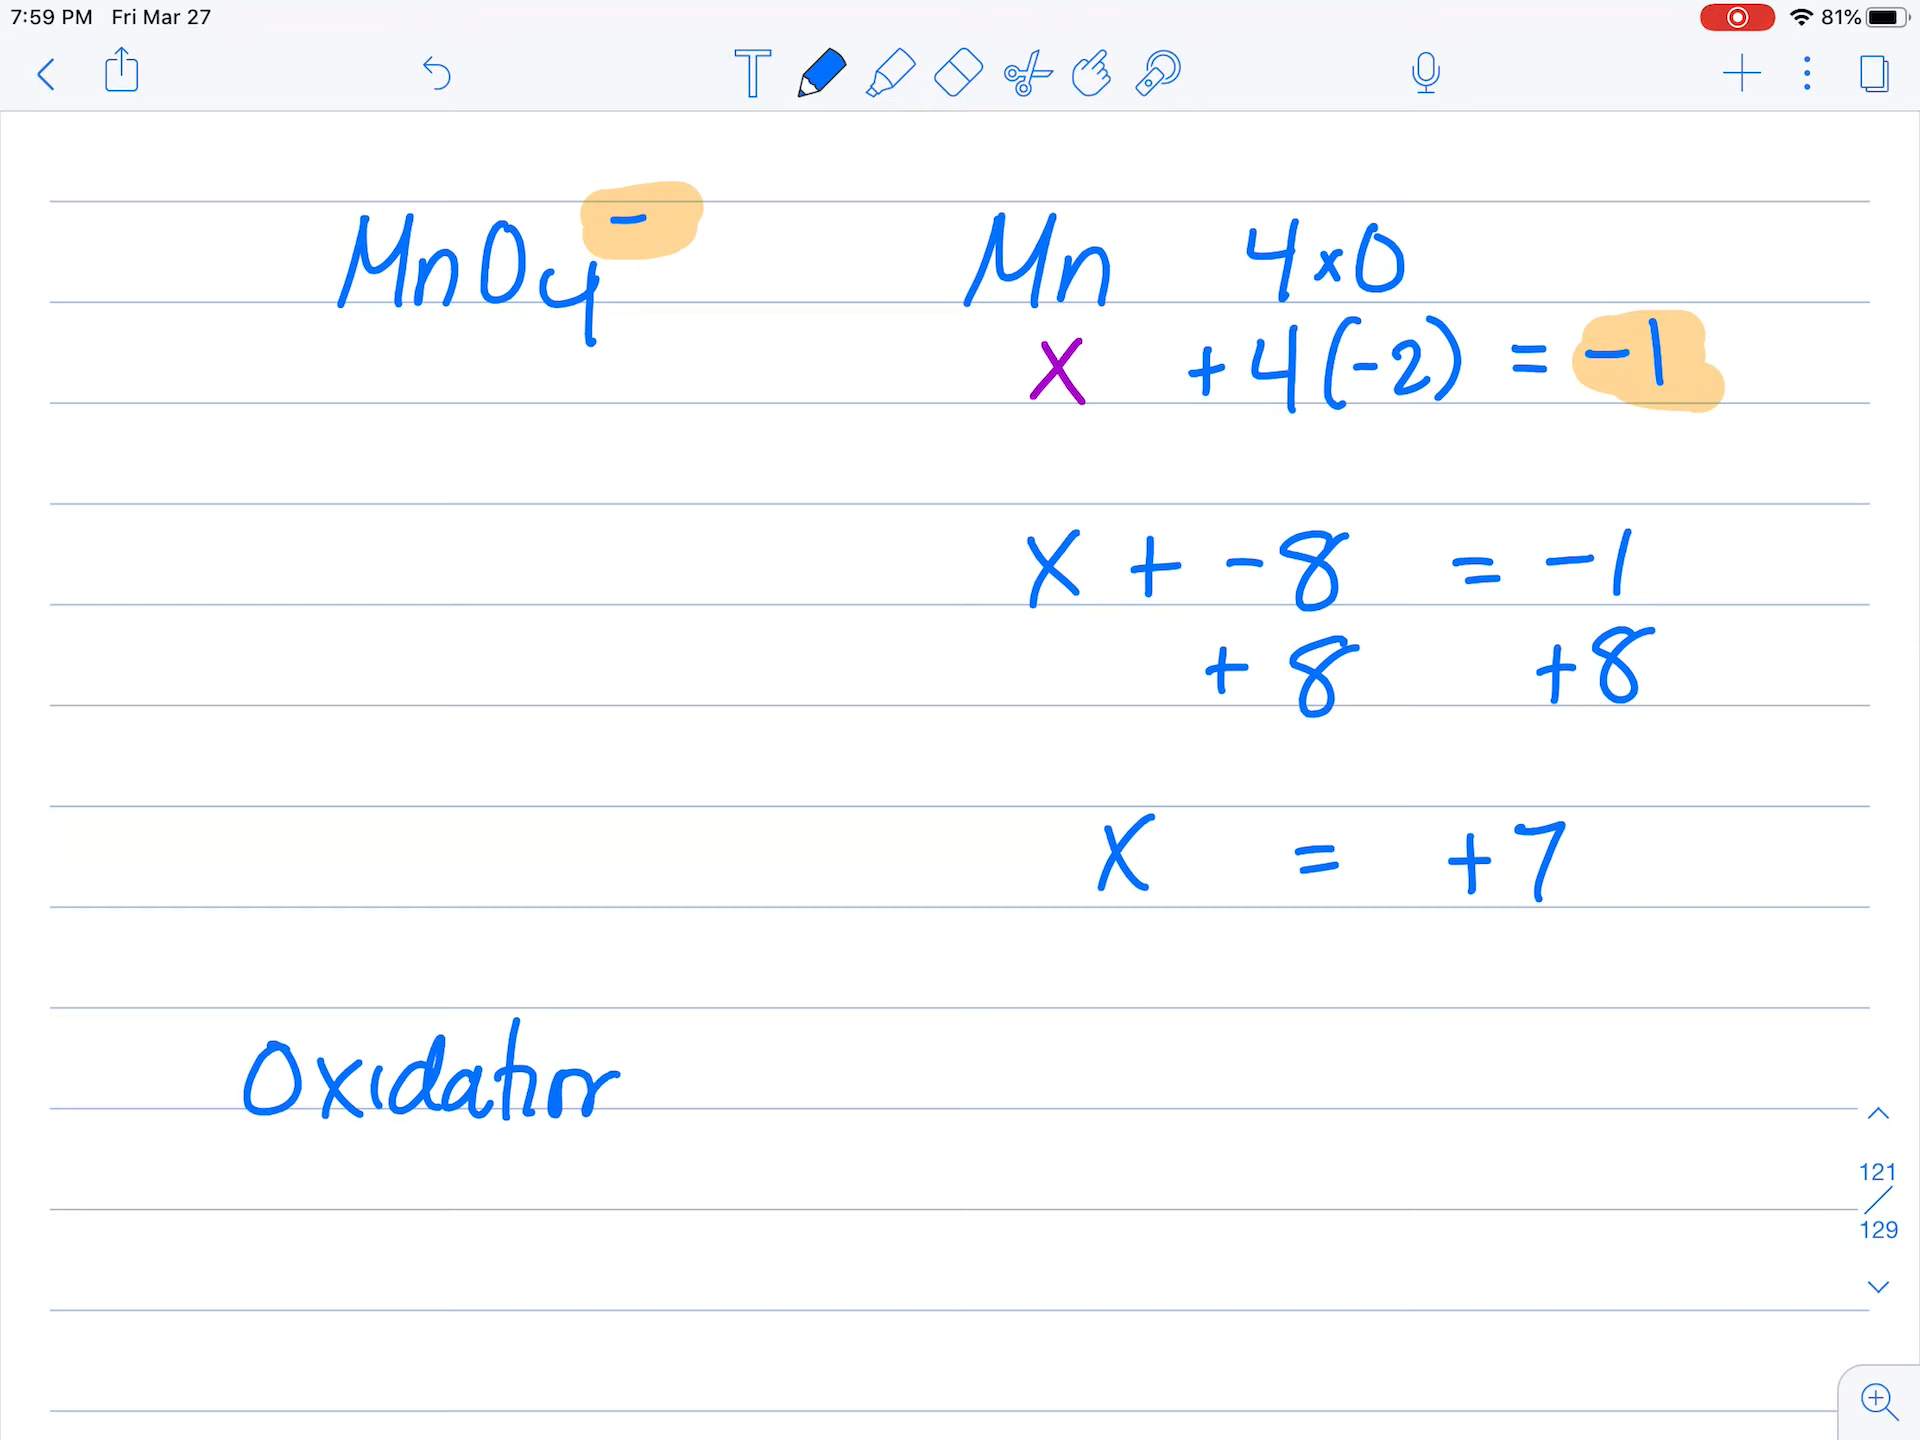 7:59 PM Fri Mar 27 81%
MnO4⁻ Mn 4×O
x +4(-2) = -1
x + -8 = -1
+8 +8
x = +7
Oxidation
121
129